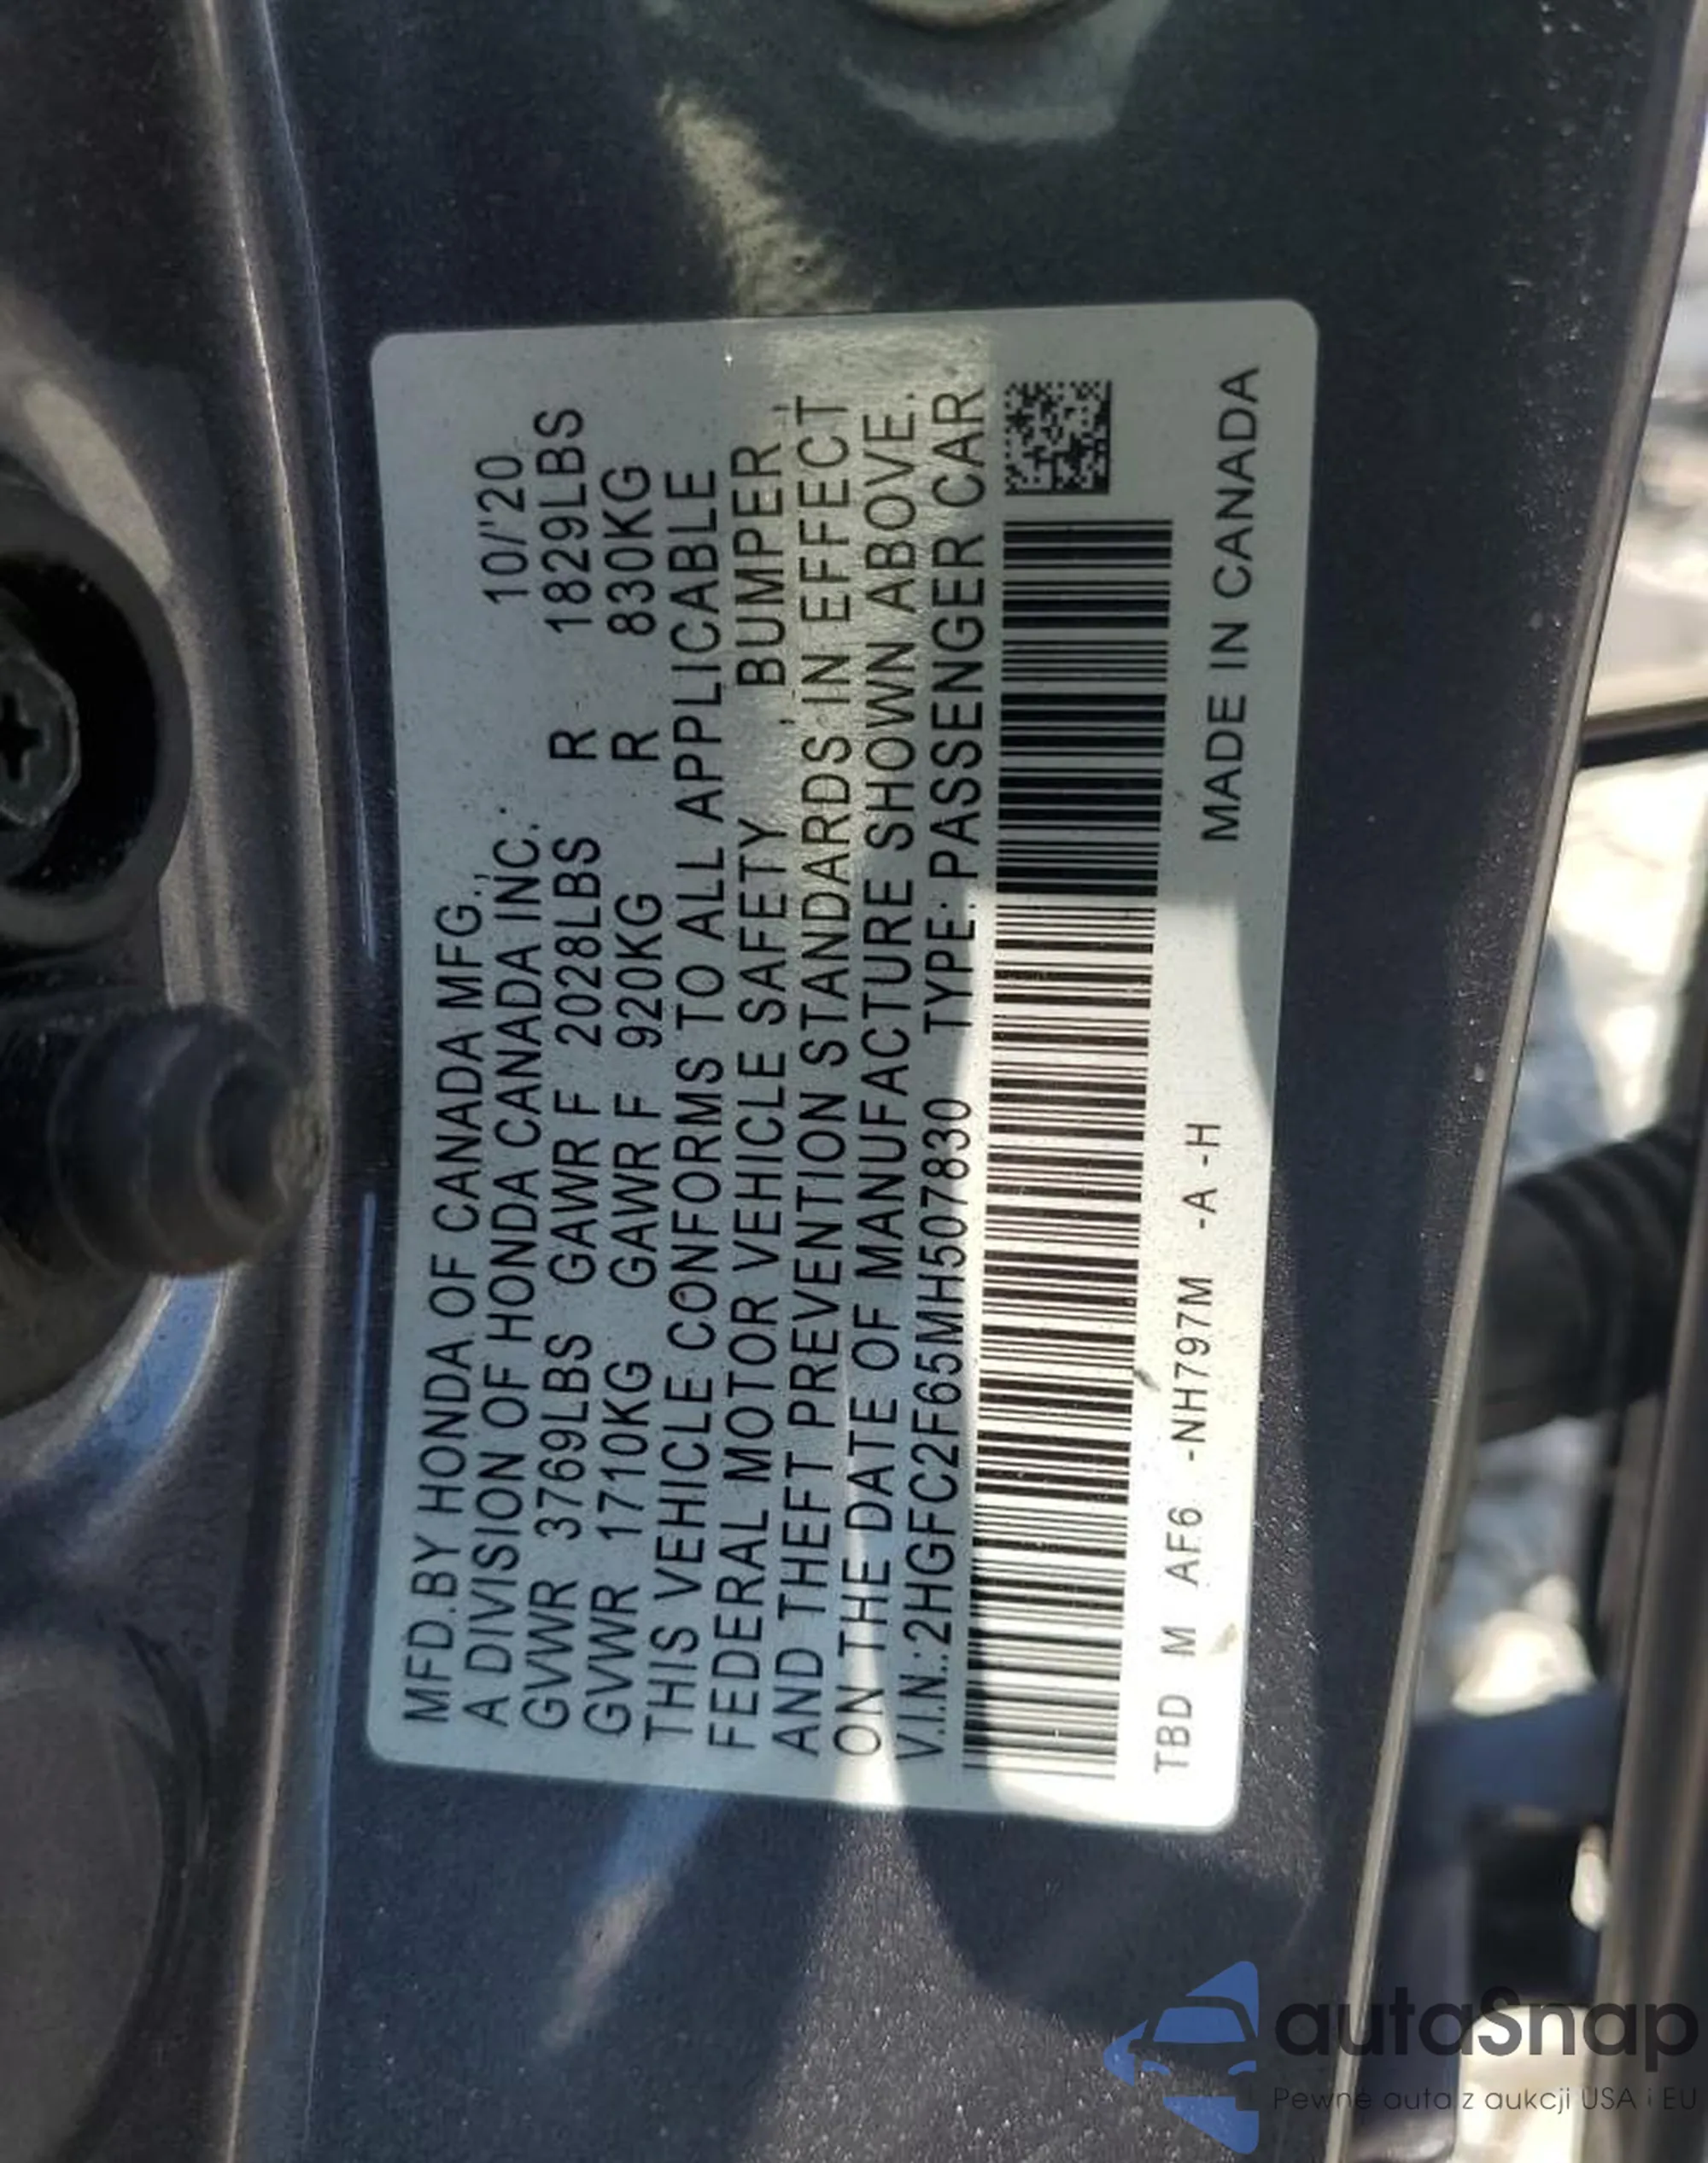 MFD.BY HONDA OF CANADA MFG.,
A DIVISION OF HONDA CANADA INC. 10/'20
GVWR 3769LBS GAWR F 2028LBS R 1829LBS
GVWR 1710KG GAWR F 920KG R 830KG
THIS VEHICLE CONFORMS TO ALL APPLICABLE
FEDERAL MOTOR VEHICLE SAFETY , BUMPER ,
AND THEFT PREVENTION STANDARDS IN EFFECT
ON THE DATE OF MANUFACTURE SHOWN ABOVE.
V.I.N.:2HGFC2F65MH507830 TYPE: PASSENGER CAR
TBD M AF6 -NH797M -A -H MADE IN CANADA
autaSnap
Pewne auta z aukcji USA i EU